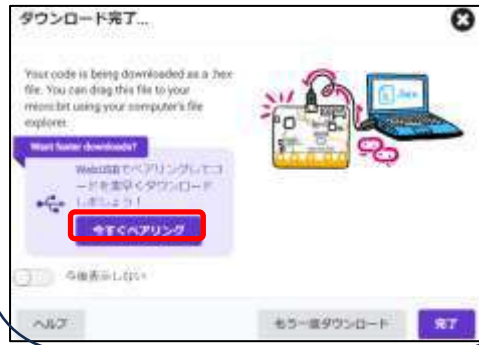 ダウンロード完了...
Your code is being downloaded as a .hex
file. You can drag this file to your
micro:bit using your computer's file
explorer.
Want faster downloads?
WebUSBでペアリングしてコ
ードを素早くダウンロード
しましょう！
今すぐペアリング
今後表示しない
ヘルプ
もう一度ダウンロード
完了
.hex